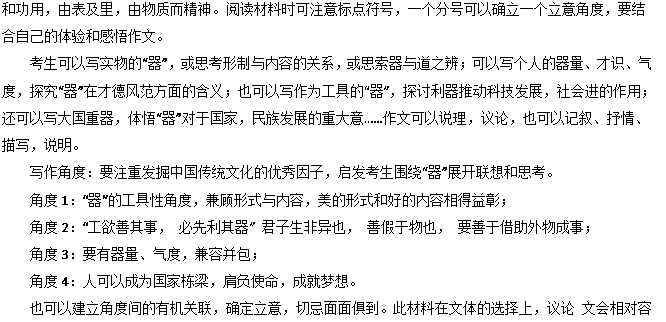 和功用，由表及里，由物质而精神。阅读材料时可注意标点符号，一个分号可以确立一个立意角度，要结
合自己的体验和感悟作文。
考生可以写实物的“器”，或思考形制与内容的关系，或思索器与道之辨；可以写个人的器量、才识、气
度，探究“器”在才德风范方面的含义；也可以写作为工具的“器”，探讨利器推动科技发展，社会进的作用；
还可以写大国重器，体悟“器”对于国家，民族发展的重大意……作文可以说理，议论，也可以记叙、抒情、
描写，说明。
写作角度：要注重发掘中国传统文化的优秀因子，启发考生围绕“器”展开联想和思考。
角度 1：“器”的工具性角度，兼顾形式与内容，美的形式和好的内容相得益彰；
角度 2：“工欲善其事， 必先利其器” 君子生非异也， 善假于物也， 要善于借助外物成事；
角度 3：要有器量、气度，兼容并包；
角度 4：人可以成为国家栋梁，肩负使命，成就梦想。
也可以建立角度间的有机关联，确定立意，切忌面面俱到。此材料在文体的选择上，议论 文会相对容